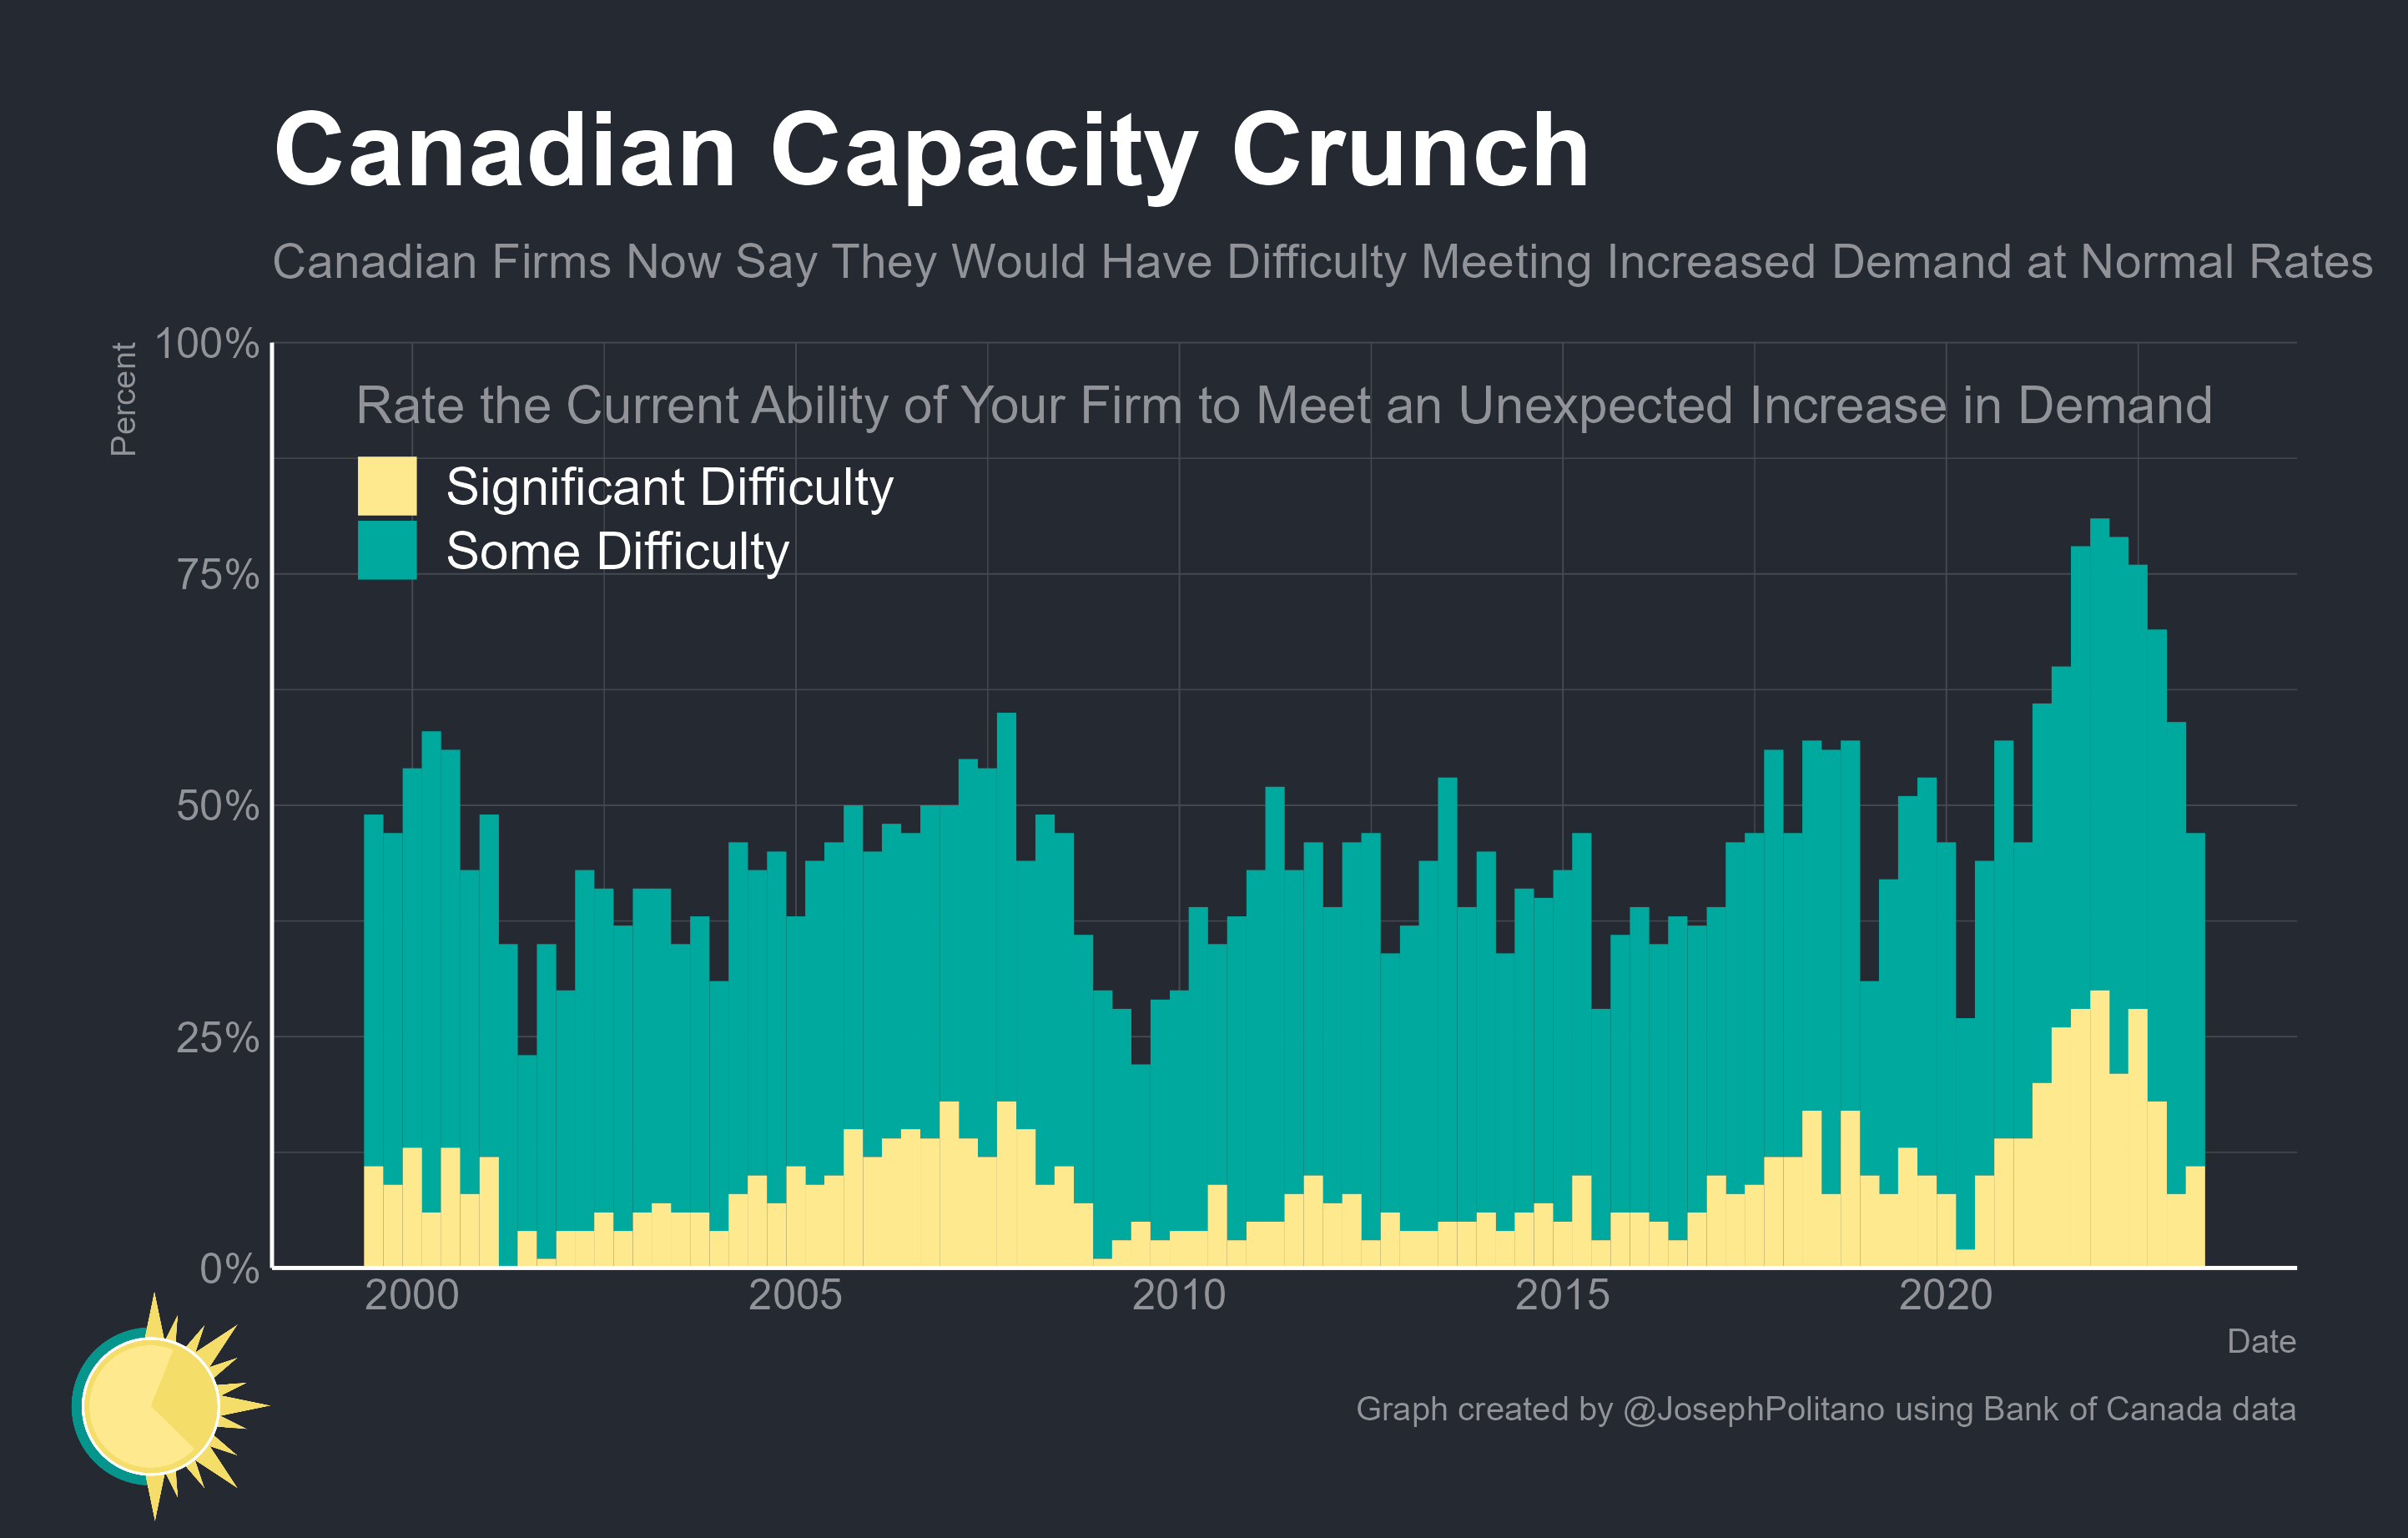 Canadian Capacity Crunch
Canadian Firms Now Say They Would Have Difficulty Meeting Increased Demand at Normal Rates
Percent
100%
75%
50%
25%
0%
Rate the Current Ability of Your Firm to Meet an Unexpected Increase in Demand
Significant Difficulty
Some Difficulty
2000 2005 2010 2015 2020
Date
Graph created by @JosephPolitano using Bank of Canada data